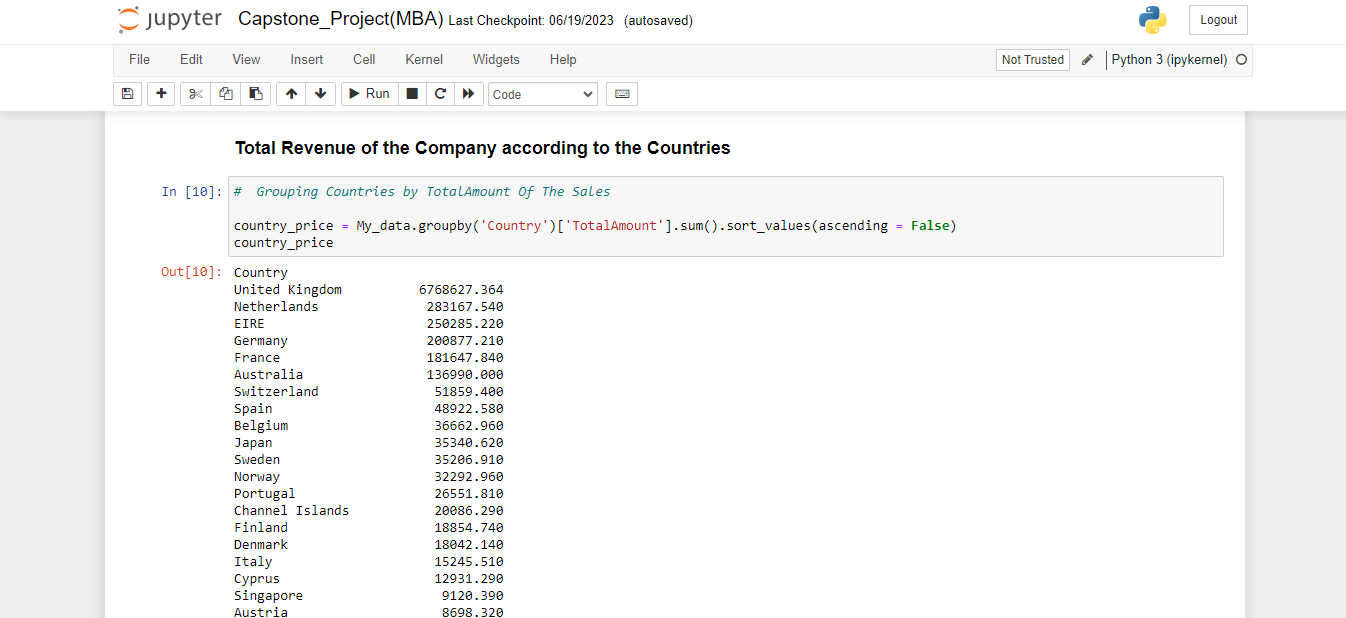 jupyter Capstone_Project(MBA) Last Checkpoint: 06/19/2023 (autosaved) Logout
File Edit View Insert Cell Kernel Widgets Help Not Trusted Python 3 (ipykernel)
Run Code
Total Revenue of the Company according to the Countries
In [10]: # Grouping Countries by TotalAmount Of The Sales
country_price = My_data.groupby('Country')['TotalAmount'].sum().sort_values(ascending = False)
country_price
Out[10]: Country
United Kingdom 6768627.364
Netherlands 283167.540
EIRE 250285.220
Germany 200877.210
France 181647.840
Australia 136990.000
Switzerland 51859.400
Spain 48922.580
Belgium 36662.960
Japan 35340.620
Sweden 35206.910
Norway 32292.960
Portugal 26551.810
Channel Islands 20086.290
Finland 18854.740
Denmark 18042.140
Italy 15245.510
Cyprus 12931.290
Singapore 9120.390
Austria 8698.320